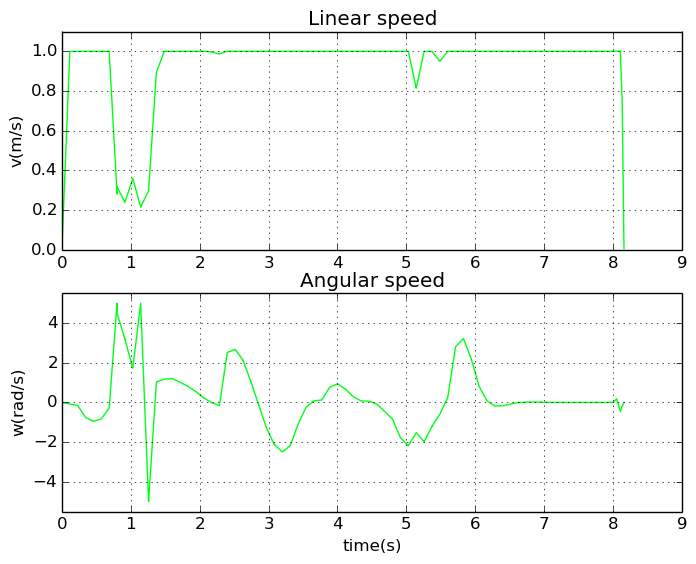 Linear speed
v(m/s)
1.0
0.8
0.6
0.4
0.2
0.0
0 1 2 3 4 5 6 7 8 9
Angular speed
w(rad/s)
4
2
0
−2
−4
0 1 2 3 4 5 6 7 8 9
time(s)